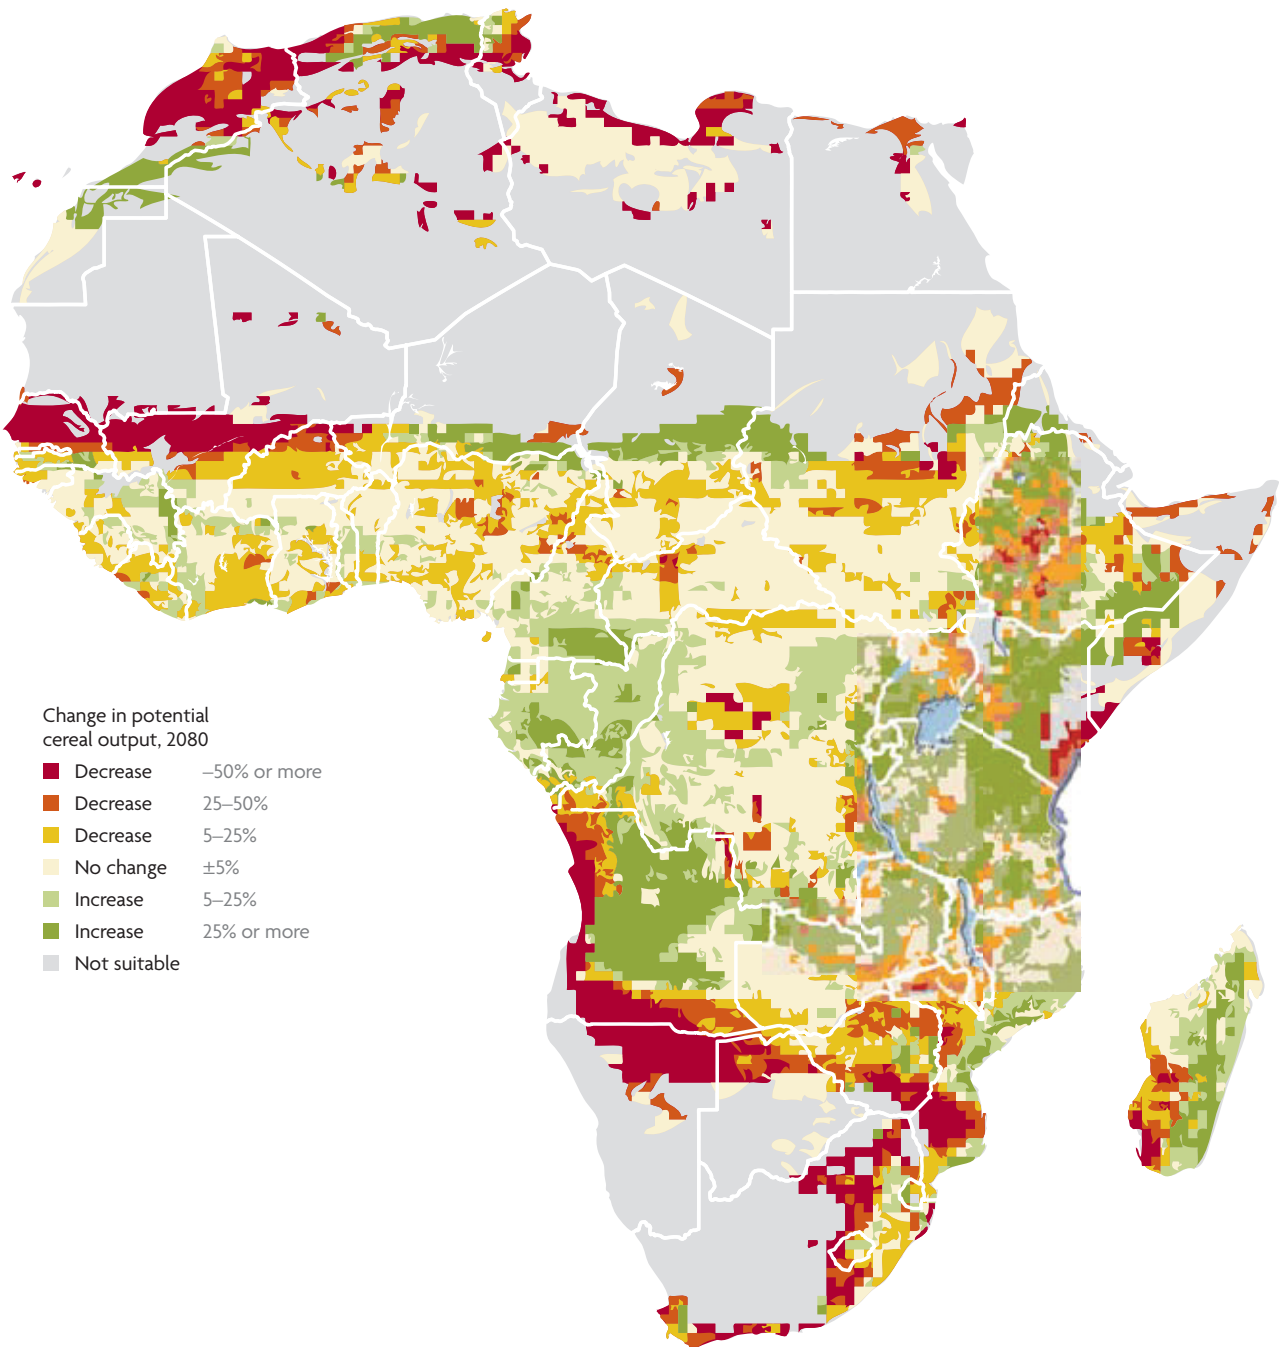 Change in potential
cereal output, 2080
Decrease –50% or more
Decrease 25–50%
Decrease 5–25%
No change ±5%
Increase 5–25%
Increase 25% or more
Not suitable